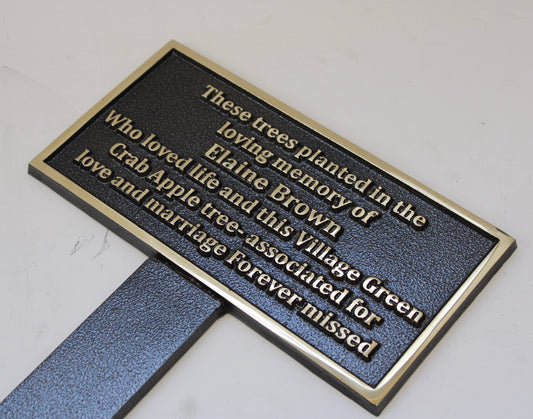 These trees planted in the
loving memory of
Elaine Brown
Who loved life and this Village Green
Crab Apple tree- associated for
love and marriage Forever missed